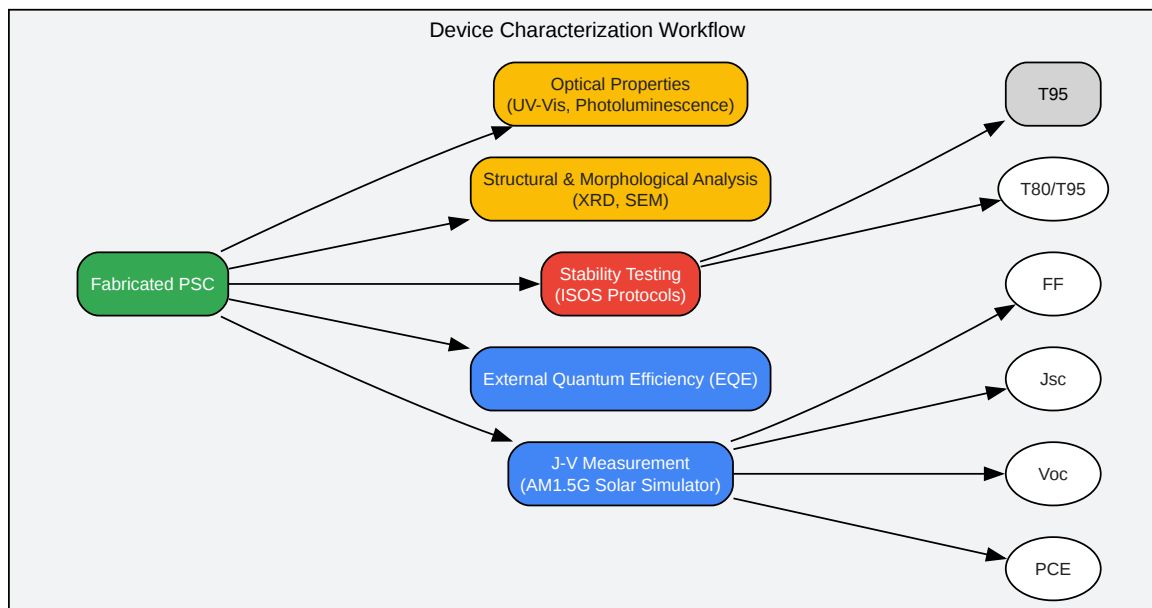 Device Characterization Workflow
Optical Properties
(UV-Vis, Photoluminescence)
T95
Structural & Morphological Analysis
(XRD, SEM)
T80/T95
Fabricated PSC
Stability Testing
(ISOS Protocols)
FF
External Quantum Efficiency (EQE)
Jsc
J-V Measurement
(AM1.5G Solar Simulator)
Voc
PCE